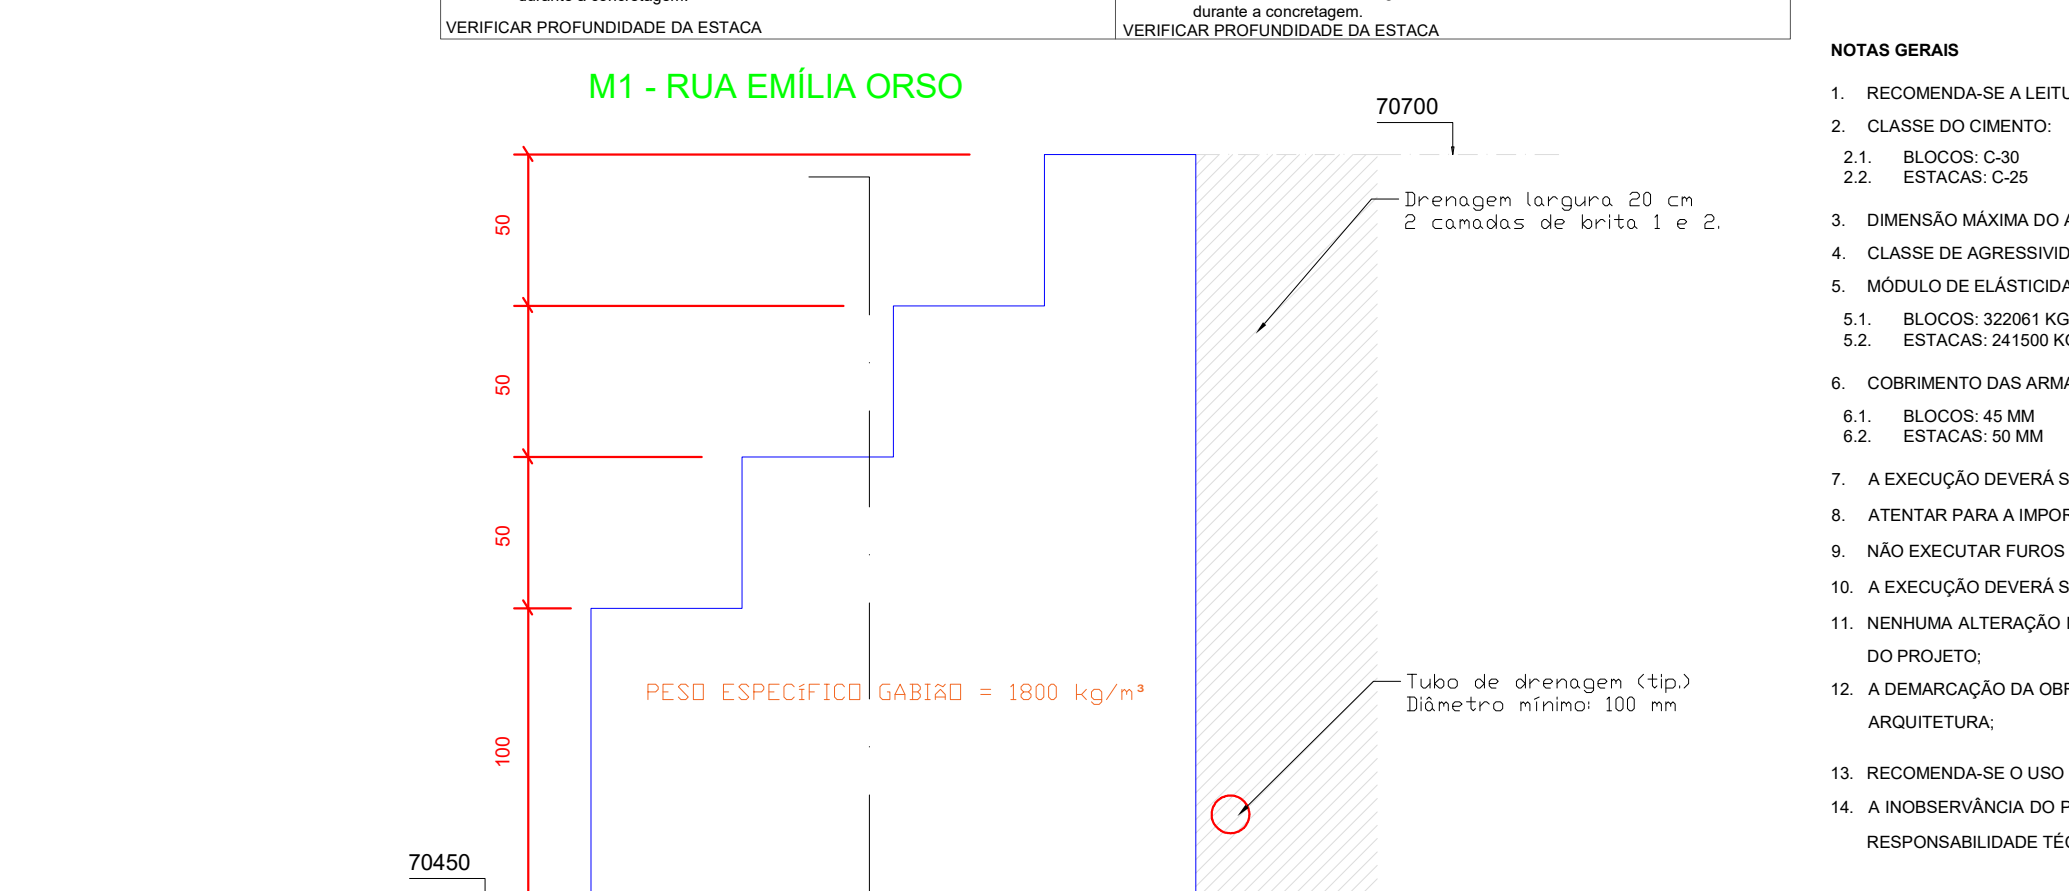 durante a concretagem.
VERIFICAR PROFUNDIDADE DA ESTACA
durante a concretagem.
VERIFICAR PROFUNDIDADE DA ESTACA
M1 - RUA EMÍLIA ORSO
70700
50
50
50
100
Drenagem largura 20 cm
2 camadas de brita 1 e 2.
PESO ESPECÍFICO GABIÃO = 1800 kg/m³
Tubo de drenagem (tip.)
Diâmetro mínimo: 100 mm
70450
NOTAS GERAIS
1. RECOMENDA-SE A LEITU
2. CLASSE DO CIMENTO:
2.1. BLOCOS: C-30
2.2. ESTACAS: C-25
3. DIMENSÃO MÁXIMA DO A
4. CLASSE DE AGRESSIVID
5. MÓDULO DE ELÁSTICIDA
5.1. BLOCOS: 322061 KG
5.2. ESTACAS: 241500 KG
6. COBRIMENTO DAS ARMA
6.1. BLOCOS: 45 MM
6.2. ESTACAS: 50 MM
7. A EXECUÇÃO DEVERÁ S
8. ATENTAR PARA A IMPOR
9. NÃO EXECUTAR FUROS
10. A EXECUÇÃO DEVERÁ S
11. NENHUMA ALTERAÇÃO
DO PROJETO;
12. A DEMARCAÇÃO DA OBR
ARQUITETURA;
13. RECOMENDA-SE O USO
14. A INOBSERVÂNCIA DO P
RESPONSABILIDADE TÉC